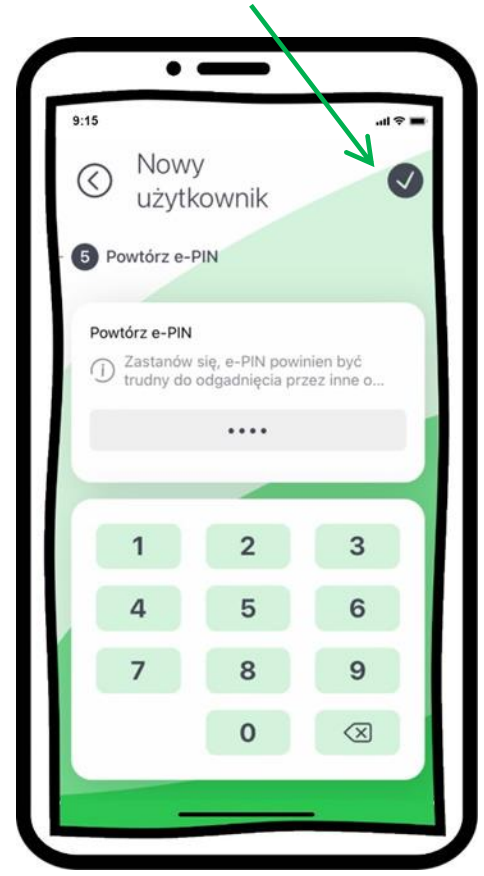 9:15
Nowy
użytkownik
5 Powtórz e-PIN
Powtórz e-PIN
Zastanów się, e-PIN powinien być
trudny do odgadnięcia przez inne o...
1 2 3
4 5 6
7 8 9
0